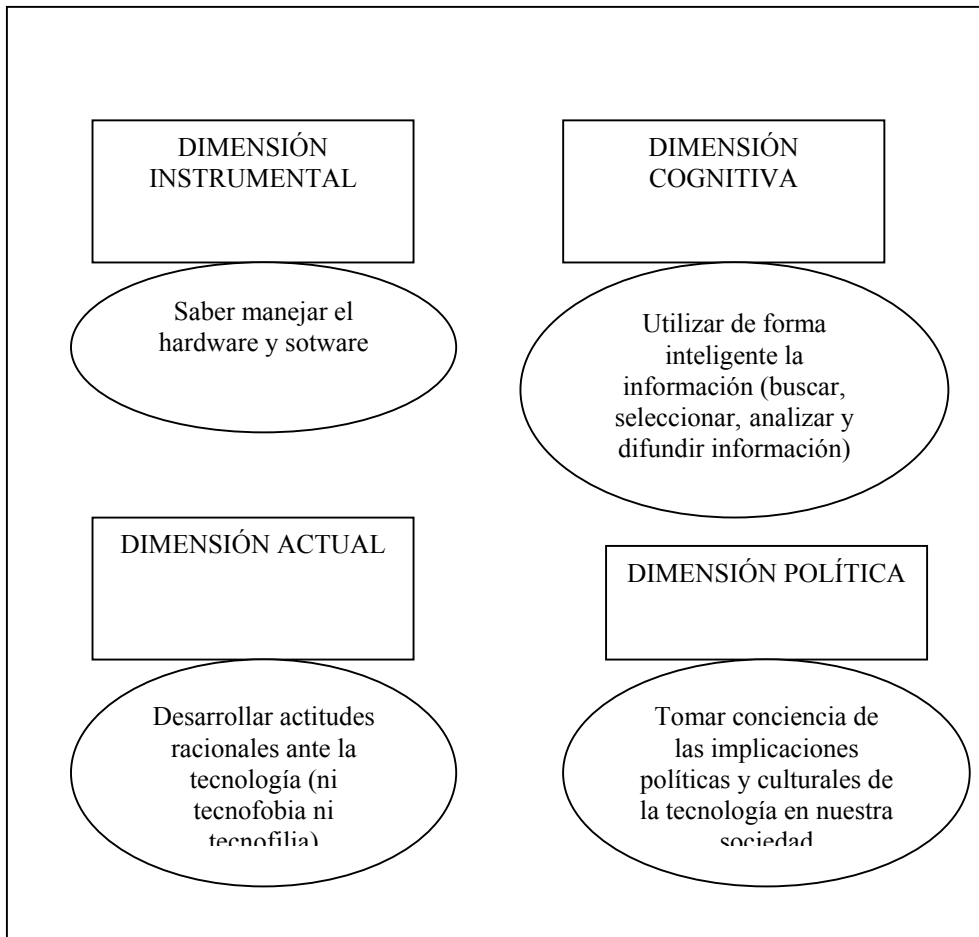 DIMENSIÓN
INSTRUMENTAL
Saber manejar el
hardware y sotware
DIMENSIÓN
COGNITIVA
Utilizar de forma
inteligente la
información (buscar,
seleccionar, analizar y
difundir información)
DIMENSIÓN ACTUAL
Desarrollar actitudes
racionales ante la
tecnología (ni
tecnofobia ni
tecnofilia)
DIMENSIÓN POLÍTICA
Tomar conciencia de
las implicaciones
políticas y culturales de
la tecnología en nuestra
sociedad